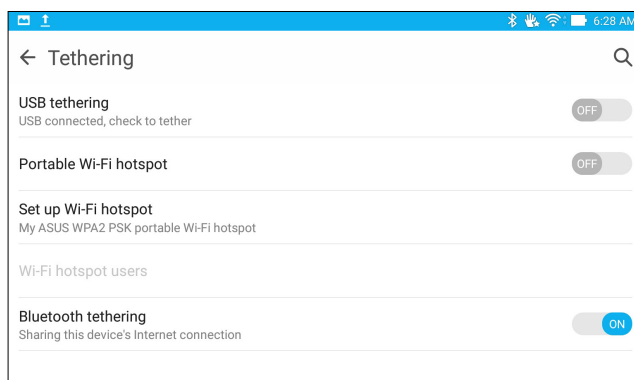 6:28 AM
Tethering
USB tethering
USB connected, check to tether
OFF
Portable Wi-Fi hotspot
OFF
Set up Wi-Fi hotspot
My ASUS WPA2 PSK portable Wi-Fi hotspot
Wi-Fi hotspot users
Bluetooth tethering
Sharing this device's Internet connection
ON